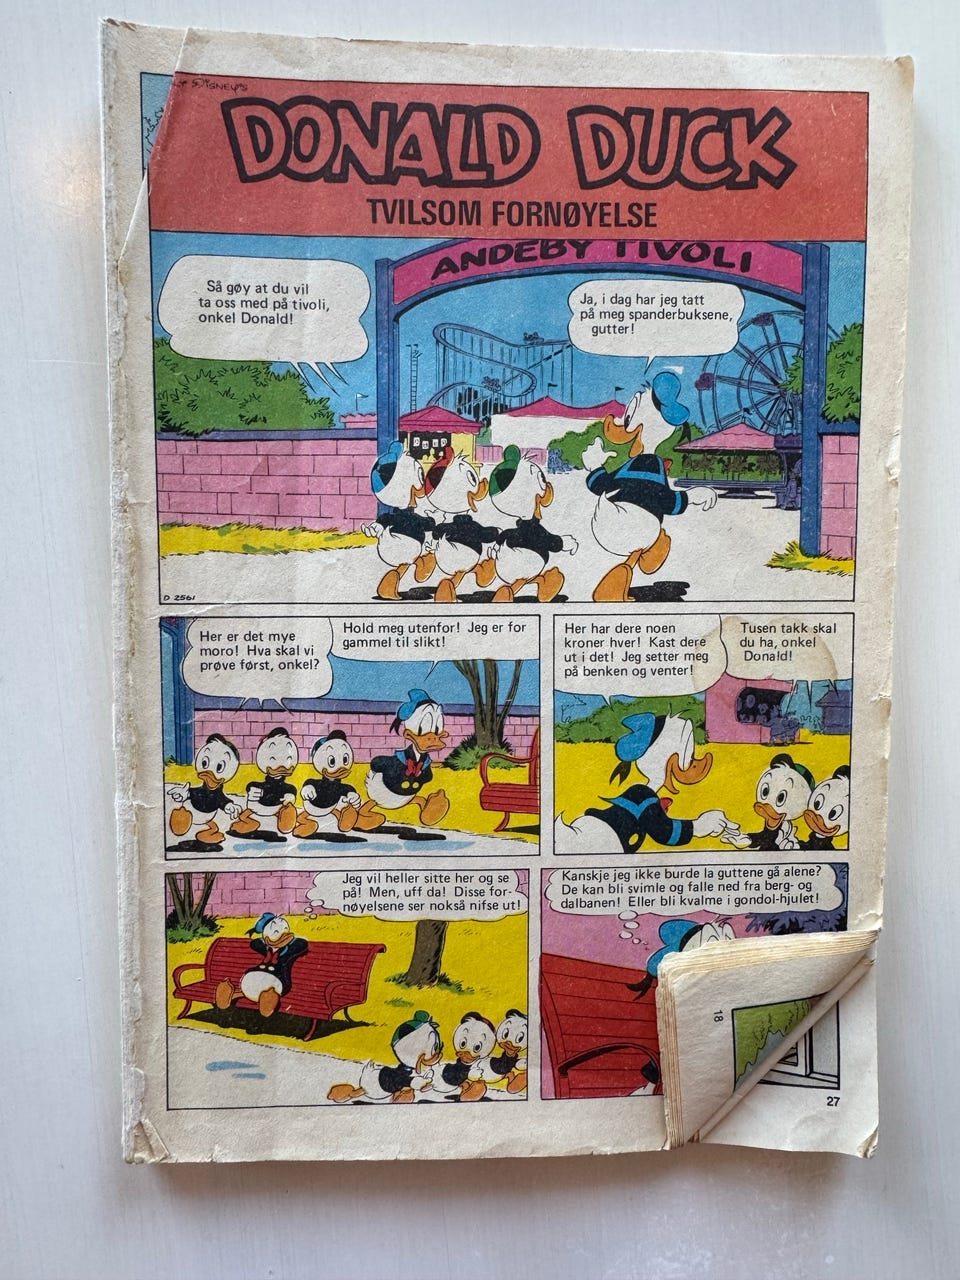 DISNEY'S
DONALD DUCK
TVILSOM FORNØYELSE
ANDEBY TIVOLI
Så gøy at du vil
ta oss med på tivoli,
onkel Donald!
Ja, i dag har jeg tatt
på meg spanderbuksene,
gutter!
D 2561
Her er det mye
moro! Hva skal vi
prøve først, onkel?
Hold meg utenfor! Jeg er for
gammel til slikt!
Her har dere noen
kroner hver! Kast dere
ut i det! Jeg setter meg
på benken og venter!
Tusen takk skal
du ha, onkel
Donald!
Jeg vil heller sitte her og se
på! Men, uff da! Disse for-
nøyelsene ser nokså nifse ut!
Kanskje jeg ikke burde la guttene gå alene?
De kan bli svimle og falle ned fra berg- og
dalbanen! Eller bli kvalme i gondol-hjulet!
18
27